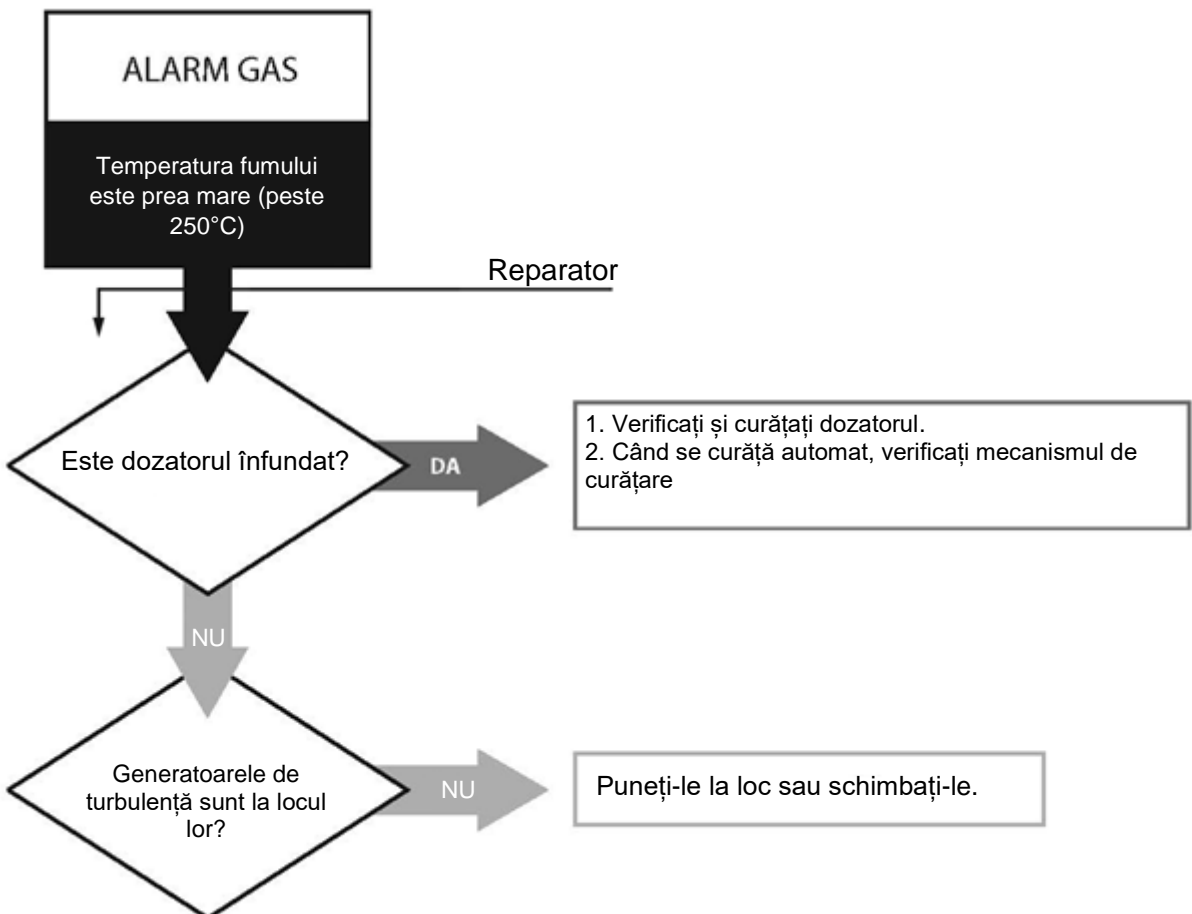 ALARM GAS
Temperatura fumului
este prea mare (peste
250°C)
Reparator
Este dozatorul înfundat?
DA
1. Verificați și curățați dozatorul.
2. Când se curăță automat, verificați mecanismul de
curățare
NU
Generatoarele de
turbulență sunt la locul
lor?
NU
Puneți-le la loc sau schimbați-le.